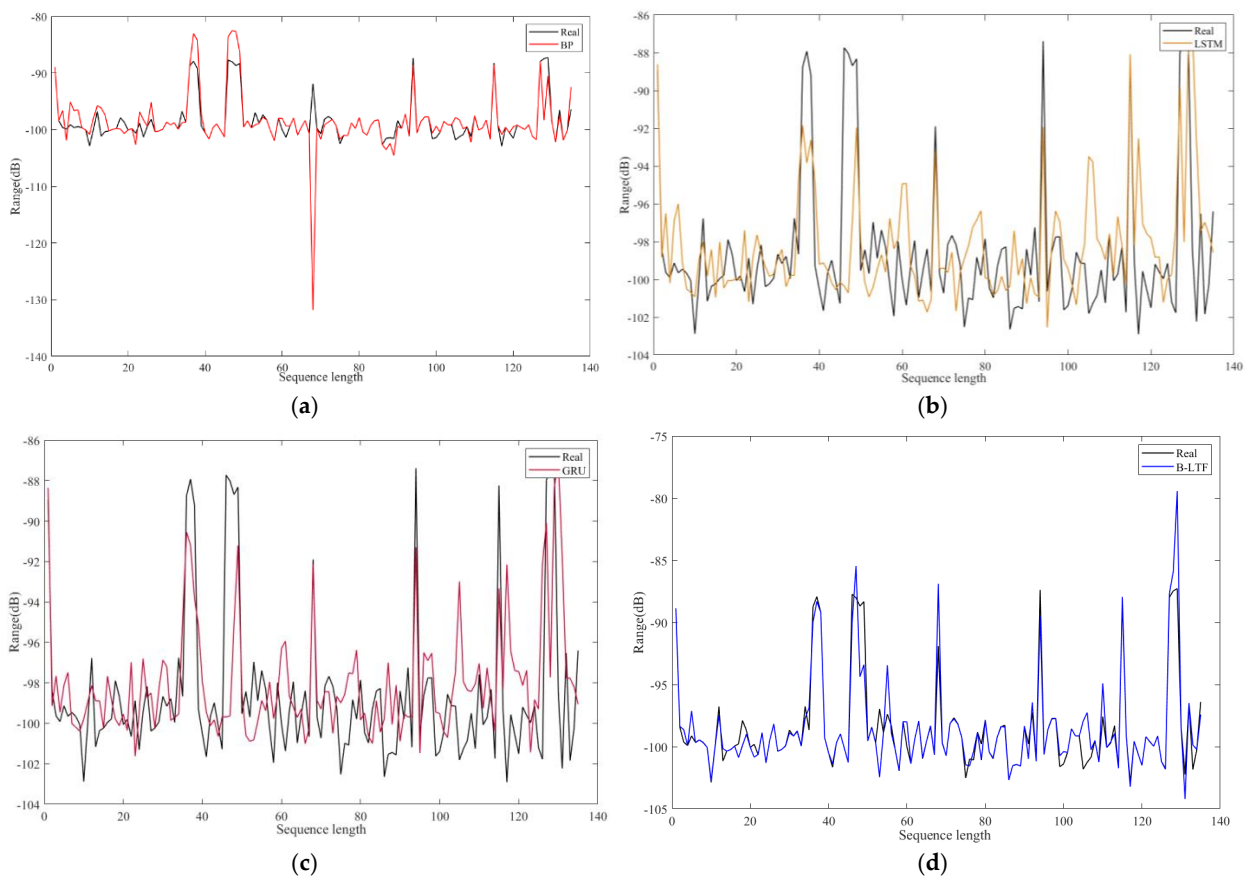 -80
-90
-100
-110
-120
-130
-140
0 20 40 60 80 100 120 140
Range(dB)
Sequence length
Real
BP
(a)
-86
-88
-90
-92
-94
-96
-98
-100
-102
-104
0 20 40 60 80 100 120 140
Range(dB)
Sequence length
Real
LSTM
(b)
-86
-88
-90
-92
-94
-96
-98
-100
-102
-104
0 20 40 60 80 100 120 140
Range(dB)
Sequence length
Real
GRU
(c)
-75
-80
-85
-90
-95
-100
-105
0 20 40 60 80 100 120 140
Range(dB)
Sequence length
Real
B-LTF
(d)